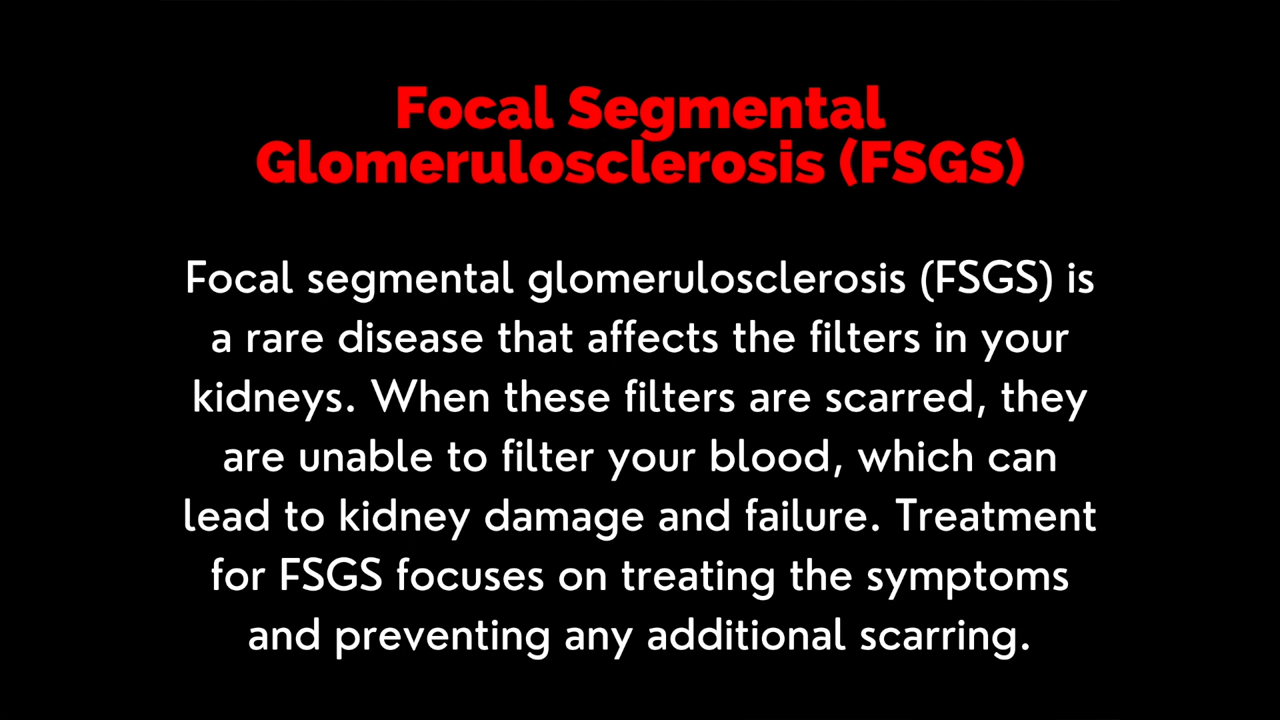 Focal Segmental
Glomerulosclerosis (FSGS)
Focal segmental glomerulosclerosis (FSGS) is
a rare disease that affects the filters in your
kidneys. When these filters are scarred, they
are unable to filter your blood, which can
lead to kidney damage and failure. Treatment
for FSGS focuses on treating the symptoms
and preventing any additional scarring.